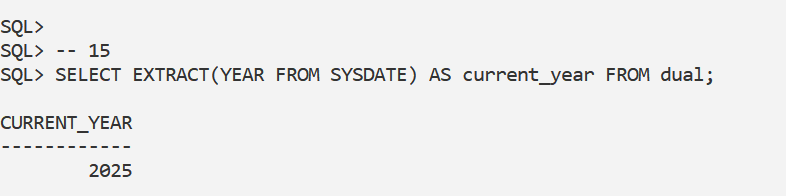 SQL>
SQL> -- 15
SQL> SELECT EXTRACT(YEAR FROM SYSDATE) AS current_year FROM dual;
CURRENT_YEAR
------------
2025